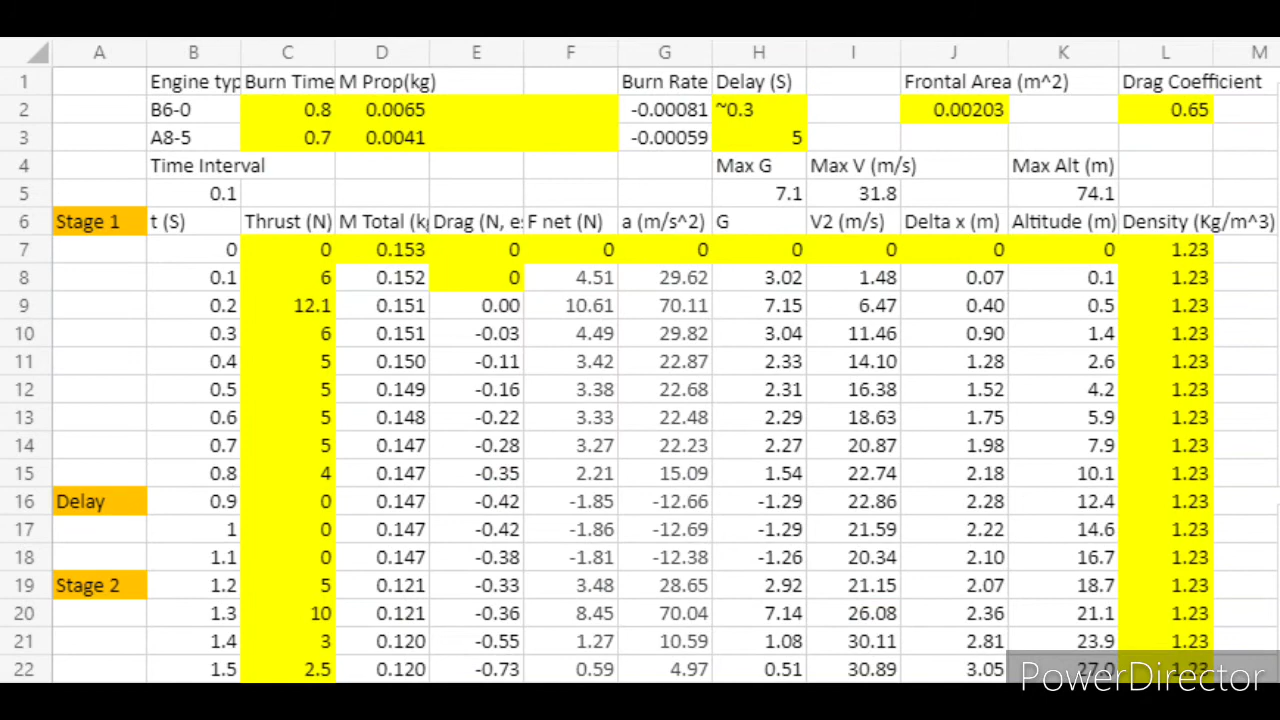 A B C D E F G H I J K L M
1 Engine typ Burn Time M Prop(kg) Burn Rate Delay (S) Frontal Area (m^2) Drag Coefficient
2 B6-0 0.8 0.0065 -0.00081 ~0.3 0.00203 0.65
3 A8-5 0.7 0.0041 -0.00059 5
4 Time Interval Max G Max V (m/s) Max Alt (m)
5 0.1 7.1 31.8 74.1
6 Stage 1 t (S) Thrust (N) M Total (k Drag (N, e F net (N) a (m/s^2) G V2 (m/s) Delta x (m) Altitude (m) Density (Kg/m^3)
7 0 0 0.153 0 0 0 0 0 0 0 1.23
8 0.1 6 0.152 0 4.51 29.62 3.02 1.48 0.07 0.1 1.23
9 0.2 12.1 0.151 0.00 10.61 70.11 7.15 6.47 0.40 0.5 1.23
10 0.3 6 0.151 -0.03 4.49 29.82 3.04 11.46 0.90 1.4 1.23
11 0.4 5 0.150 -0.11 3.42 22.87 2.33 14.10 1.28 2.6 1.23
12 0.5 5 0.149 -0.16 3.38 22.68 2.31 16.38 1.52 4.2 1.23
13 0.6 5 0.148 -0.22 3.33 22.48 2.29 18.63 1.75 5.9 1.23
14 0.7 5 0.147 -0.28 3.27 22.23 2.27 20.87 1.98 7.9 1.23
15 0.8 4 0.147 -0.35 2.21 15.09 1.54 22.74 2.18 10.1 1.23
16 Delay 0.9 0 0.147 -0.42 -1.85 -12.66 -1.29 22.86 2.28 12.4 1.23
17 1 0 0.147 -0.42 -1.86 -12.69 -1.29 21.59 2.22 14.6 1.23
18 1.1 0 0.147 -0.38 -1.81 -12.38 -1.26 20.34 2.10 16.7 1.23
19 Stage 2 1.2 5 0.121 -0.33 3.48 28.65 2.92 21.15 2.07 18.7 1.23
20 1.3 10 0.121 -0.36 8.45 70.04 7.14 26.08 2.36 21.1 1.23
21 1.4 3 0.120 -0.55 1.27 10.59 1.08 30.11 2.81 23.9 1.23
22 1.5 2.5 0.120 -0.73 0.59 4.97 0.51 30.89 3.05 27.0 1.23
PowerDirector